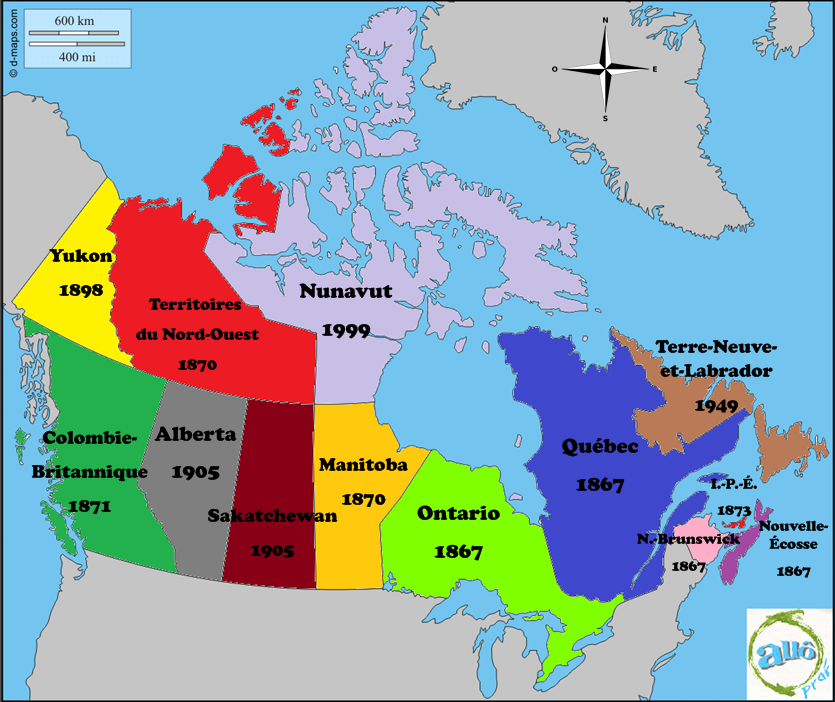 © d-maps.com
600 km
400 mi
N
O
E
S
Yukon
1898
Territoires
du Nord-Ouest
1870
Nunavut
1999
Terre-Neuve-
et-Labrador
1949
Colombie-
Britannique
1871
Alberta
1905
Sakatchewan
1905
Manitoba
1870
Ontario
1867
Québec
1867
I.-P.-É.
1873
N.-Brunswick
1867
Nouvelle-
Écosse
1867
allô
prof